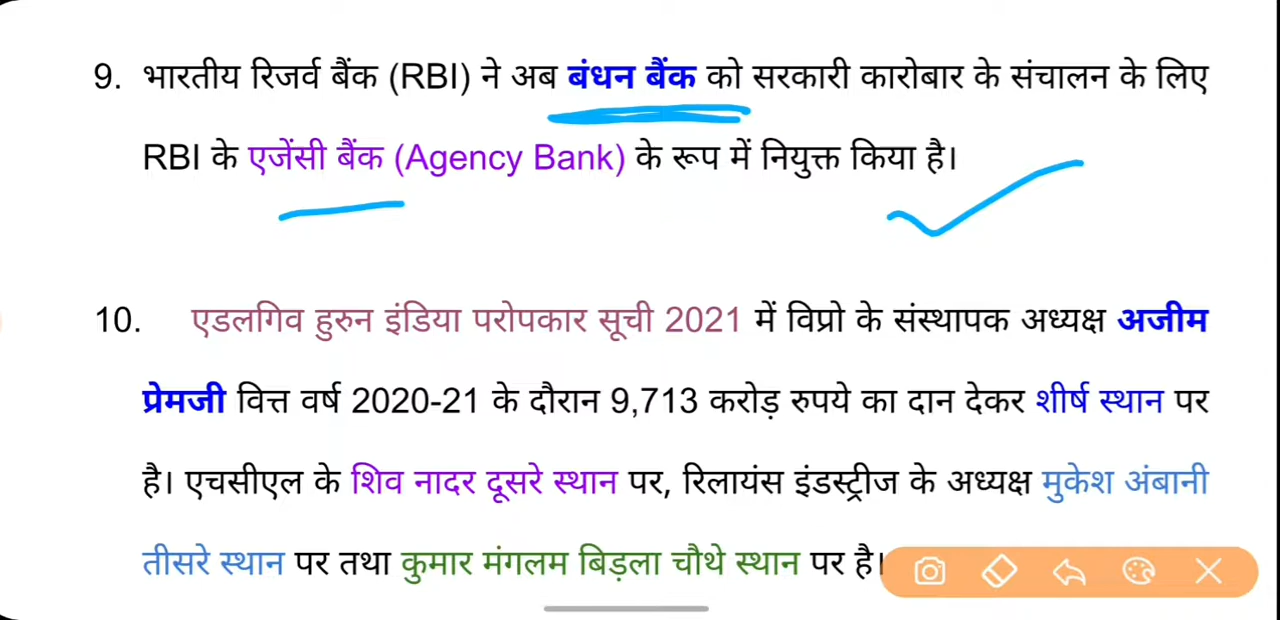 9. भारतीय रिजर्व बैंक (RBI) ने अब बंधन बैंक को सरकारी कारोबार के संचालन के लिए
RBI के एजेंसी बैंक (Agency Bank) के रूप में नियुक्त किया है।
10. एडलगिव हुरुन इंडिया परोपकार सूची 2021 में विप्रो के संस्थापक अध्यक्ष अजीम
प्रेमजी वित्त वर्ष 2020-21 के दौरान 9,713 करोड़ रुपये का दान देकर शीर्ष स्थान पर
है। एचसीएल के शिव नादर दूसरे स्थान पर, रिलायंस इंडस्ट्रीज के अध्यक्ष मुकेश अंबानी
तीसरे स्थान पर तथा कुमार मंगलम बिड़ला चौथे स्थान पर है।